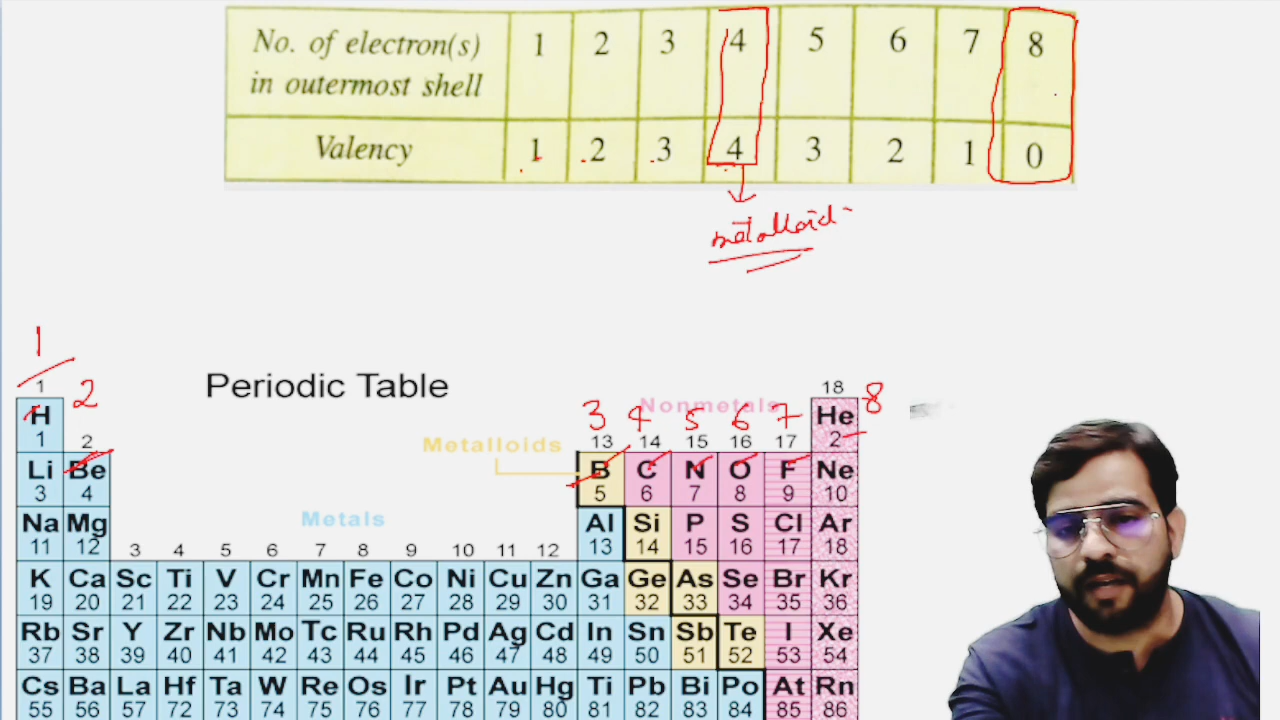 No. of electron(s) in outermost shell 1 2 3 4 5 6 7 8
Valency 1 2 3 4 3 2 1 0
metalloid
1
2
3 4 5 6 7 8
Periodic Table
Nonmetals
Metalloids
Metals
1 18
H He
1 2 2
13 14 15 16 17
Li Be B C N O F Ne
3 4 5 6 7 8 9 10
Na Mg Al Si P S Cl Ar
11 12 3 4 5 6 7 8 9 10 11 12 13 14 15 16 17 18
K Ca Sc Ti V Cr Mn Fe Co Ni Cu Zn Ga Ge As Se Br Kr
19 20 21 22 23 24 25 26 27 28 29 30 31 32 33 34 35 36
Rb Sr Y Zr Nb Mo Tc Ru Rh Pd Ag Cd In Sn Sb Te I Xe
37 38 39 40 41 42 43 44 45 46 47 48 49 50 51 52 53 54
Cs Ba La Hf Ta W Re Os Ir Pt Au Hg Ti Pb Bi Po At Rn
55 56 57 72 73 74 75 76 77 78 79 80 81 82 83 84 85 86